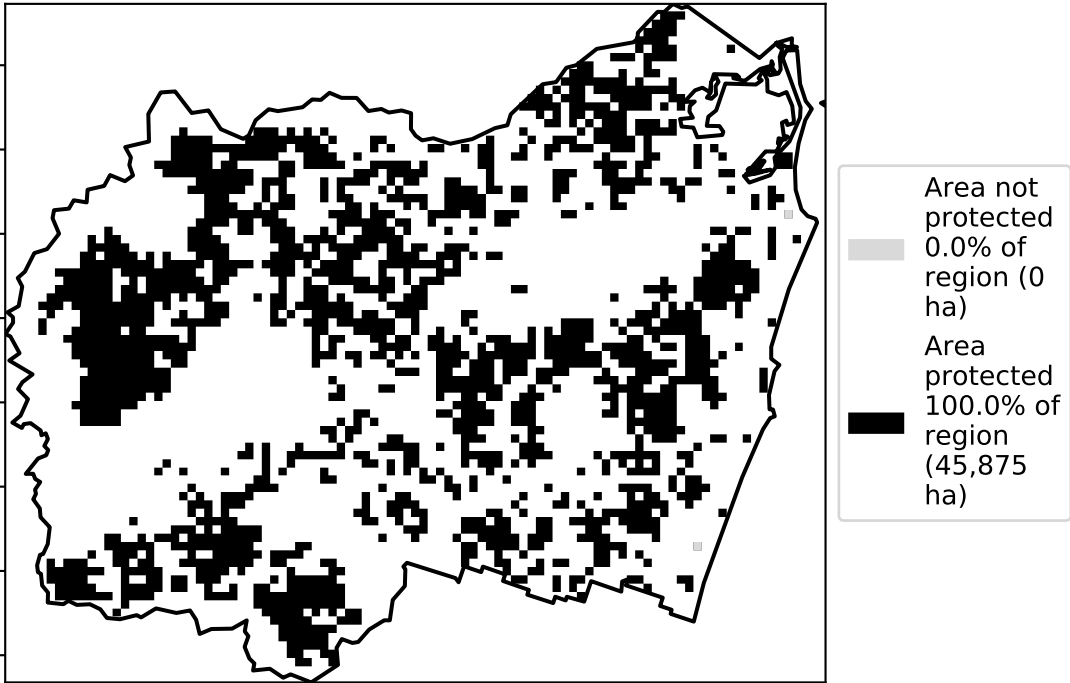 Area not
protected
0.0% of
region (0
ha)
Area
protected
100.0% of
region
(45,875
ha)